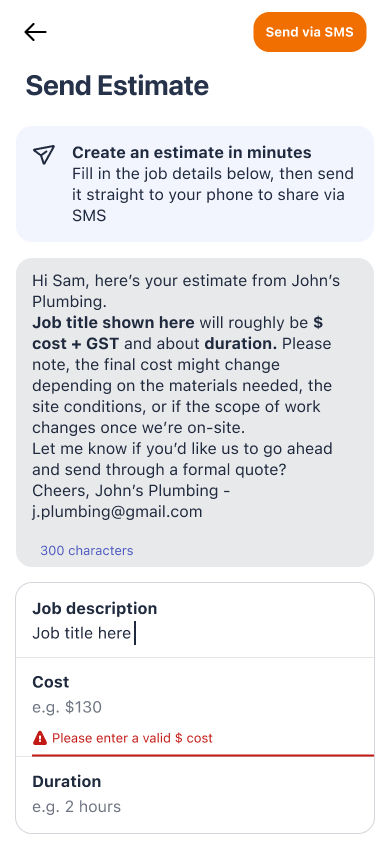 Send via SMS
Send Estimate
Create an estimate in minutes
Fill in the job details below, then send
it straight to your phone to share via
SMS
Hi Sam, here’s your estimate from John’s
Plumbing.
Job title shown here will roughly be $
cost + GST and about duration. Please
note, the final cost might change
depending on the materials needed, the
site conditions, or if the scope of work
changes once we’re on-site.
Let me know if you’d like us to go ahead
and send through a formal quote?
Cheers, John’s Plumbing -
j.plumbing@gmail.com
300 characters
Job description
Job title here
Cost
e.g. $130
Please enter a valid $ cost
Duration
e.g. 2 hours